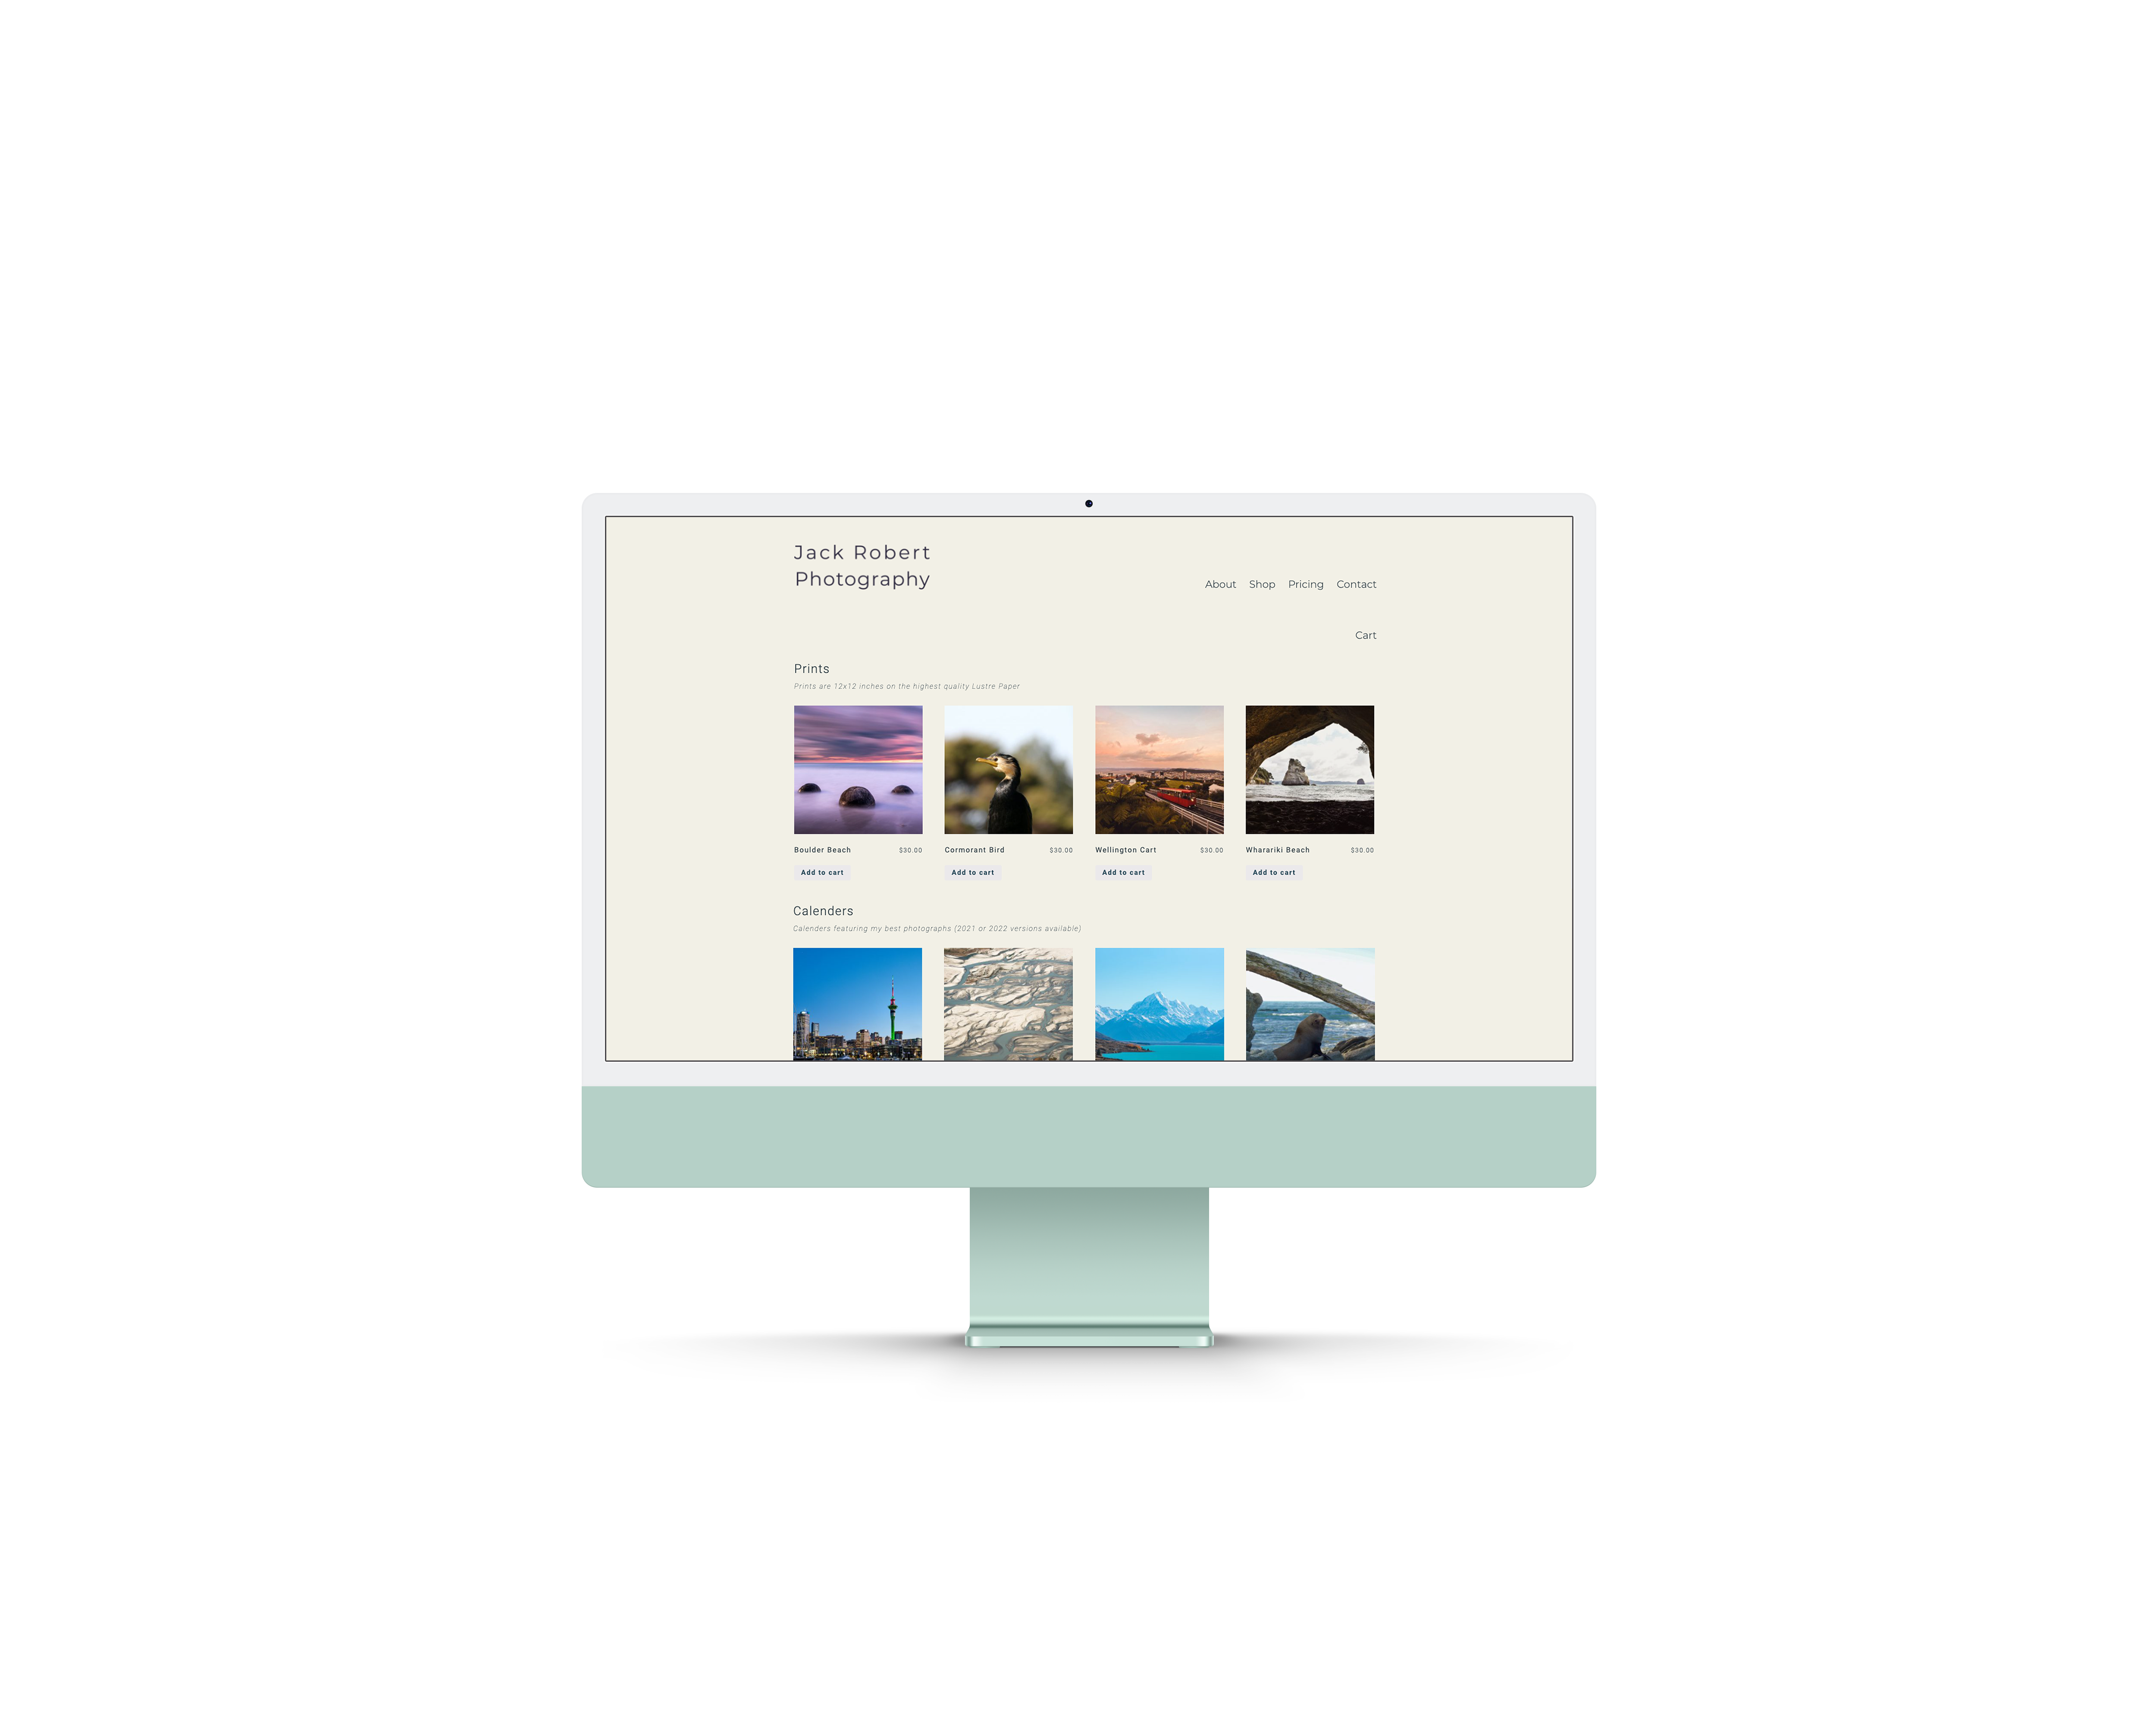 Jack Robert
Photography
About Shop Pricing Contact
Cart
Prints
Prints are 12x12 inches on the highest quality Lustre Paper
Boulder Beach $30.00 Cormorant Bird $30.00 Wellington Cart $30.00 Wharariki Beach $30.00
Add to cart Add to cart Add to cart Add to cart
Calenders
Calenders featuring my best photographs (2021 or 2022 versions available)